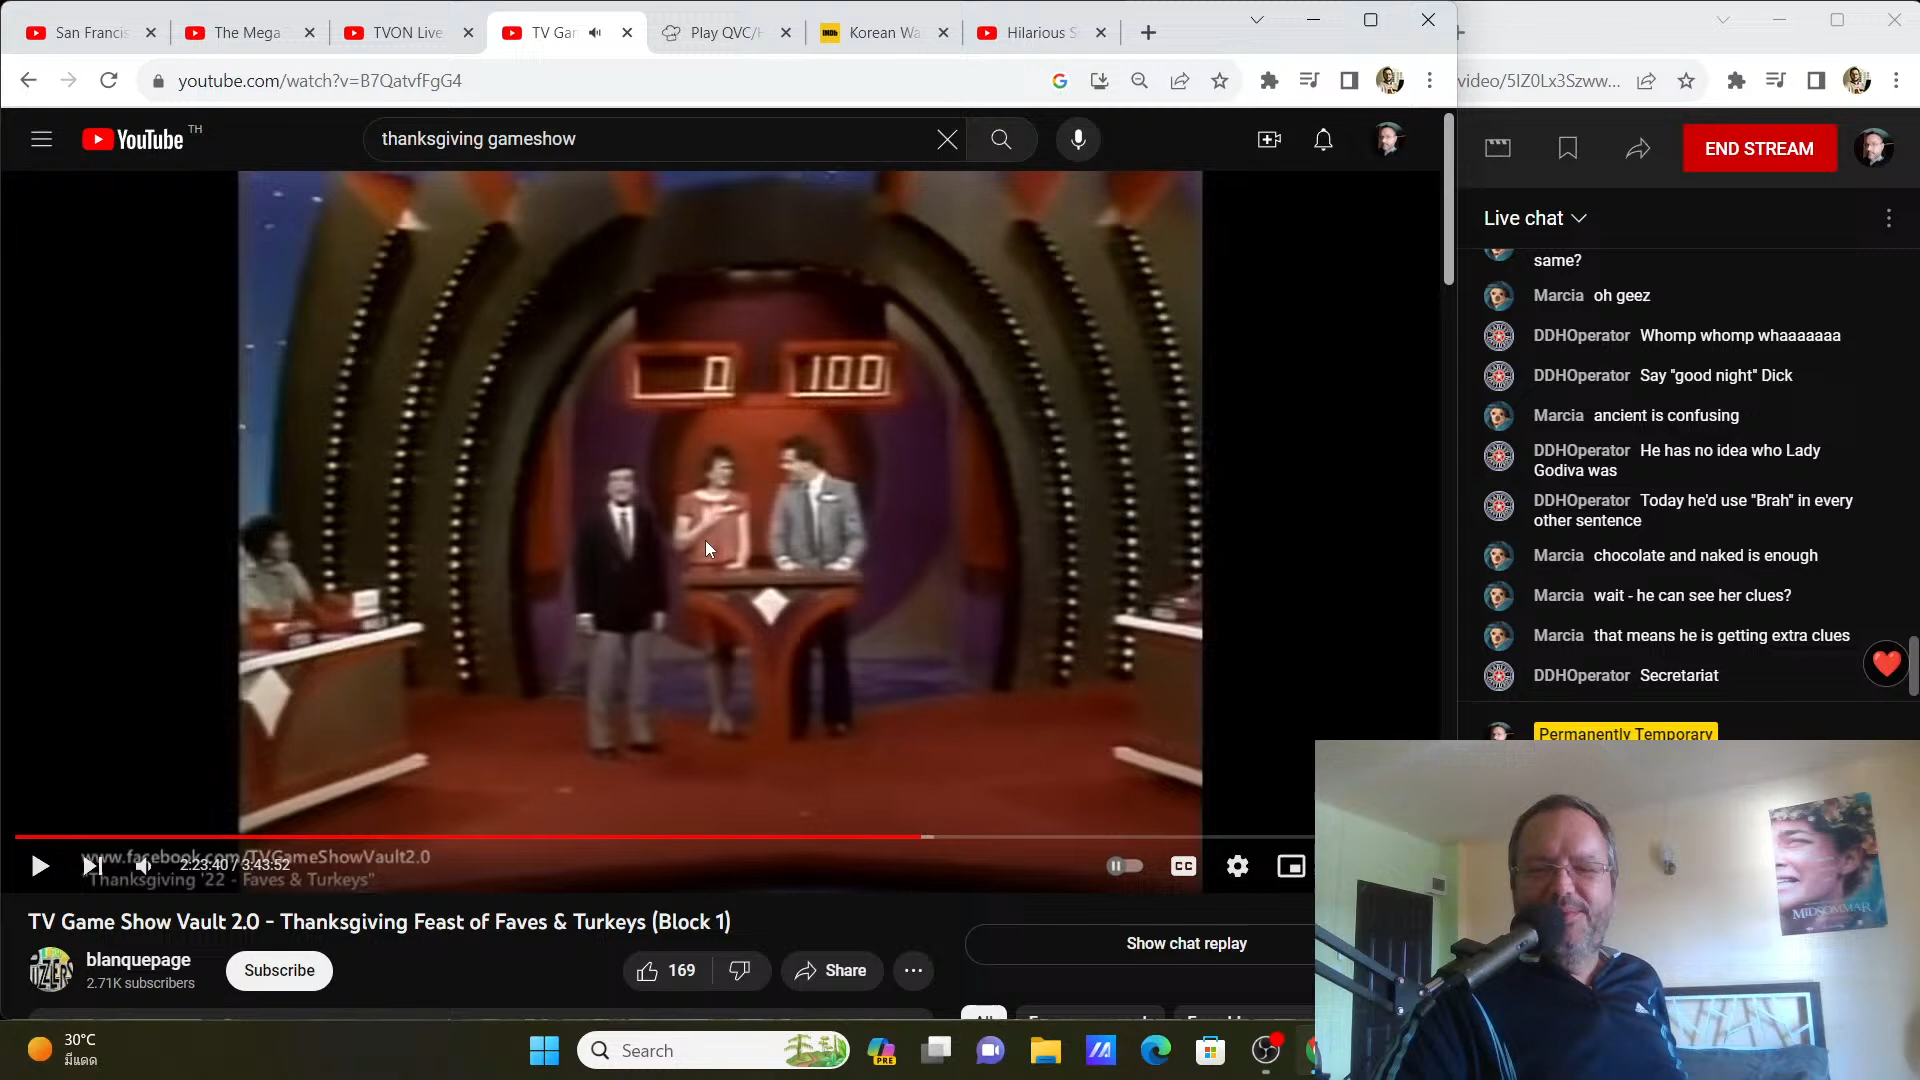 San Francis
The Mega
TVON Live
TV Gar
Play QVC/H
IMDb
Korean Wa
Hilarious S
youtube.com/watch?v=B7QatvfFgG4
video/5IZ0Lx3Szww...
YouTube TH
thanksgiving gameshow
END STREAM
Live chat
same?
Marcia oh geez
DDHOperator Whomp whomp whaaaaaaa
DDHOperator Say "good night" Dick
Marcia ancient is confusing
DDHOperator He has no idea who Lady
Godiva was
DDHOperator Today he'd use "Brah" in every
other sentence
Marcia chocolate and naked is enough
Marcia wait - he can see her clues?
Marcia that means he is getting extra clues
DDHOperator Secretariat
Permanently Temporary
0
100
www.facebook.com/TVGameShowVault2.0
2:23:40 / 3:43:52
"Thanksgiving '22 - Faves & Turkeys"
CC
TV Game Show Vault 2.0 - Thanksgiving Feast of Faves & Turkeys (Block 1)
blanquepage
2.71K subscribers
Subscribe
169
Share
Show chat replay
All
MIDSOMMAR
30°C
มีแดด
Search
PRE